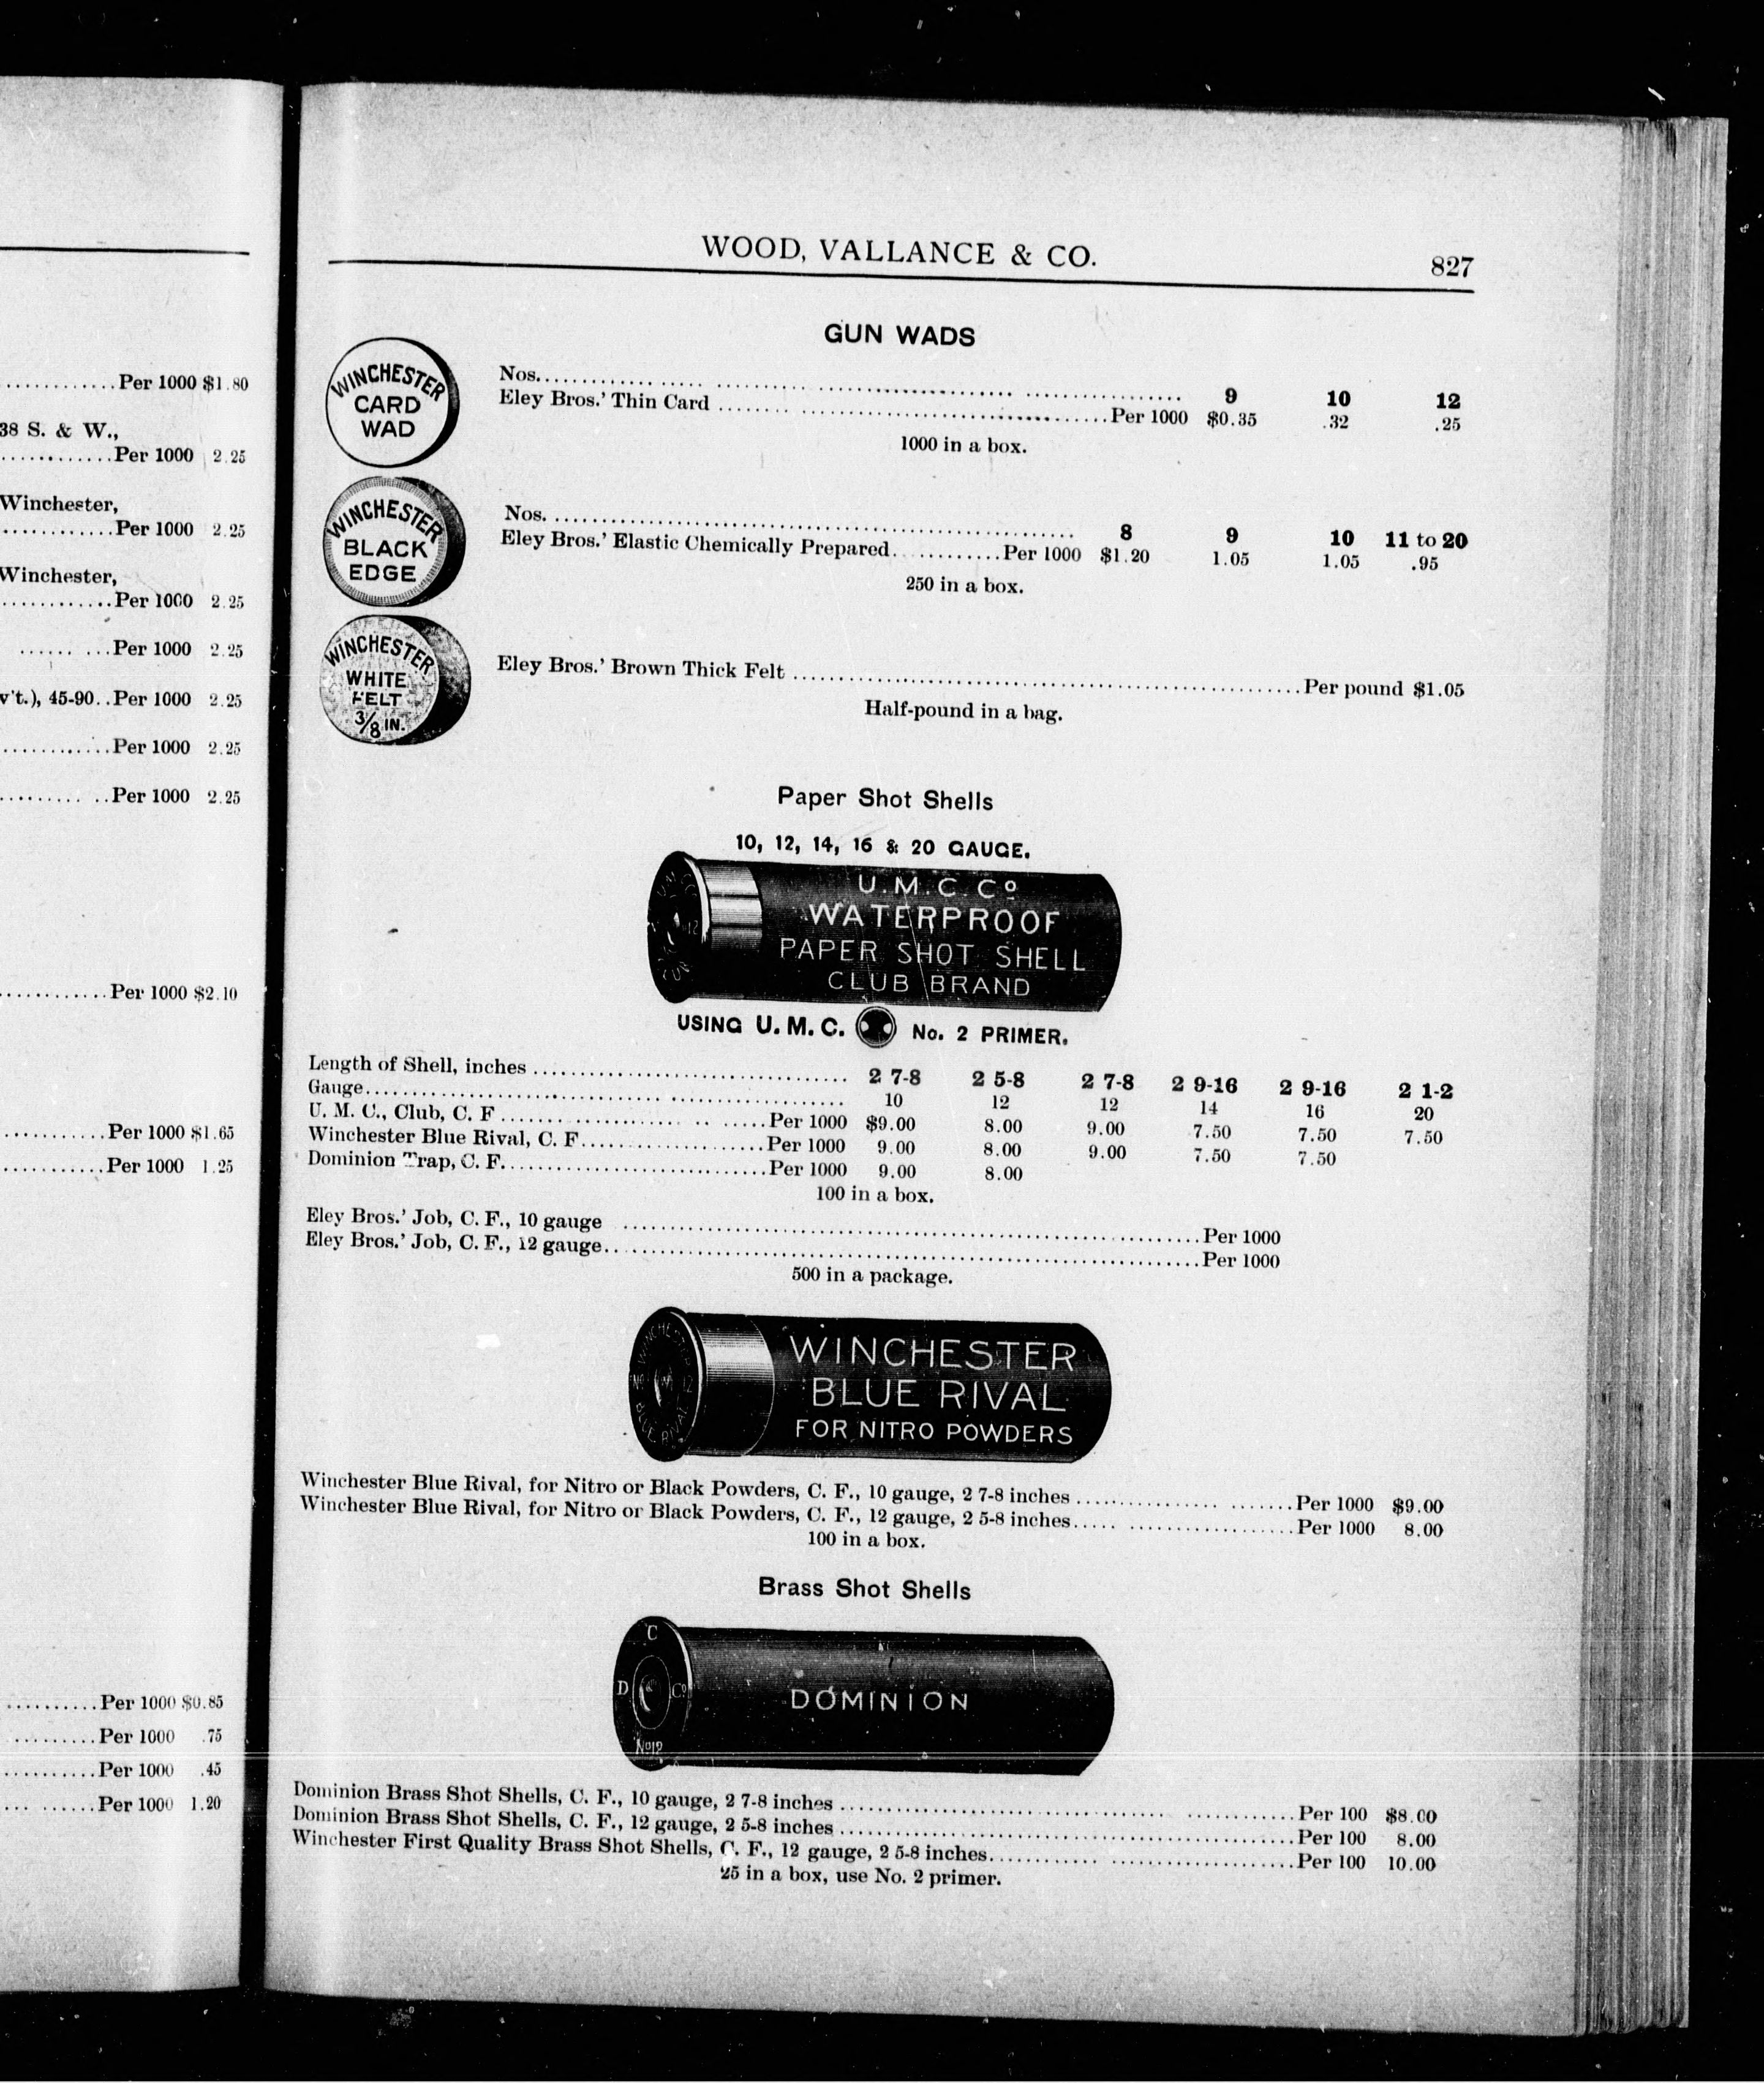 Per 1000 $1.80
38 S. & W.,
Per 1000 2.25
Winchester,
Per 1000 2.25
Winchester,
Per 1000 2.25
Per 1000 2.25
v't.), 45-90..Per 1000 2.25
Per 1000 2.25
Per 1000 2.25
Per 1000 $2.10
Per 1000 $1.65
Per 1000 1.25
Per 1000 $0.85
Per 1000 .75
Per 1000 .45
Per 1000 1.20
WOOD, VALLANCE & CO. 827
GUN WADS
WINCHESTER
CARD
WAD
Nos. 9 10 12
Eley Bros.' Thin Card Per 1000 $0.35 .32 .25
1000 in a box.
WINCHESTER
BLACK
EDGE
Nos. 8 9 10 11 to 20
Eley Bros.' Elastic Chemically Prepared Per 1000 $1.20 1.05 1.05 .95
250 in a box.
WINCHESTER
WHITE
FELT
3/8 IN.
Eley Bros.' Brown Thick Felt Per pound $1.05
Half-pound in a bag.
Paper Shot Shells
10, 12, 14, 16 & 20 GAUGE.
U.M.C. Co
WATERPROOF
PAPER SHOT SHELL
CLUB BRAND
USING U. M. C. No. 2 PRIMER.
Length of Shell, inches 2 7-8 2 5-8 2 7-8 2 9-16 2 9-16 2 1-2
Gauge 10 12 12 14 16 20
U. M. C., Club, C. F. Per 1000 $9.00 8.00 9.00 7.50 7.50 7.50
Winchester Blue Rival, C. F. Per 1000 9.00 8.00 9.00 7.50 7.50
Dominion Trap, C. F. Per 1000 9.00 8.00
100 in a box.
Eley Bros.' Job, C. F., 10 gauge Per 1000
Eley Bros.' Job, C. F., 12 gauge Per 1000
500 in a package.
WINCHESTER
BLUE RIVAL
FOR NITRO POWDERS
Winchester Blue Rival, for Nitro or Black Powders, C. F., 10 gauge, 2 7-8 inches Per 1000 $9.00
Winchester Blue Rival, for Nitro or Black Powders, C. F., 12 gauge, 2 5-8 inches Per 1000 8.00
100 in a box.
Brass Shot Shells
C
D Co
No12
DOMINION
Dominion Brass Shot Shells, C. F., 10 gauge, 2 7-8 inches Per 100 $8.00
Dominion Brass Shot Shells, C. F., 12 gauge, 2 5-8 inches Per 100 8.00
Winchester First Quality Brass Shot Shells, C. F., 12 gauge, 2 5-8 inches Per 100 10.00
25 in a box, use No. 2 primer.